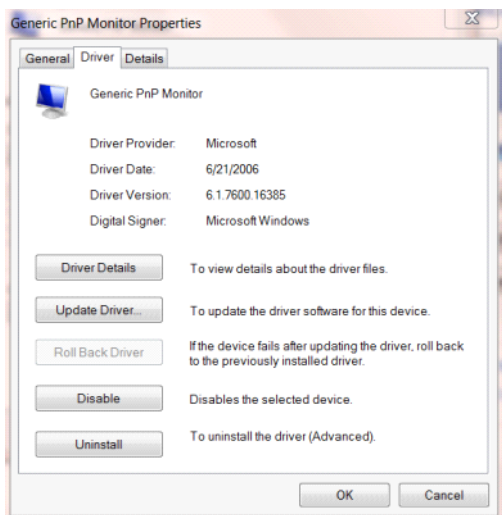 Generic PnP Monitor Properties
General Driver Details
Generic PnP Monitor
Driver Provider: Microsoft
Driver Date: 6/21/2006
Driver Version: 6.1.7600.16385
Digital Signer: Microsoft Windows
Driver Details To view details about the driver files.
Update Driver... To update the driver software for this device.
Roll Back Driver If the device fails after updating the driver, roll back
to the previously installed driver.
Disable Disables the selected device.
Uninstall To uninstall the driver (Advanced).
OK Cancel